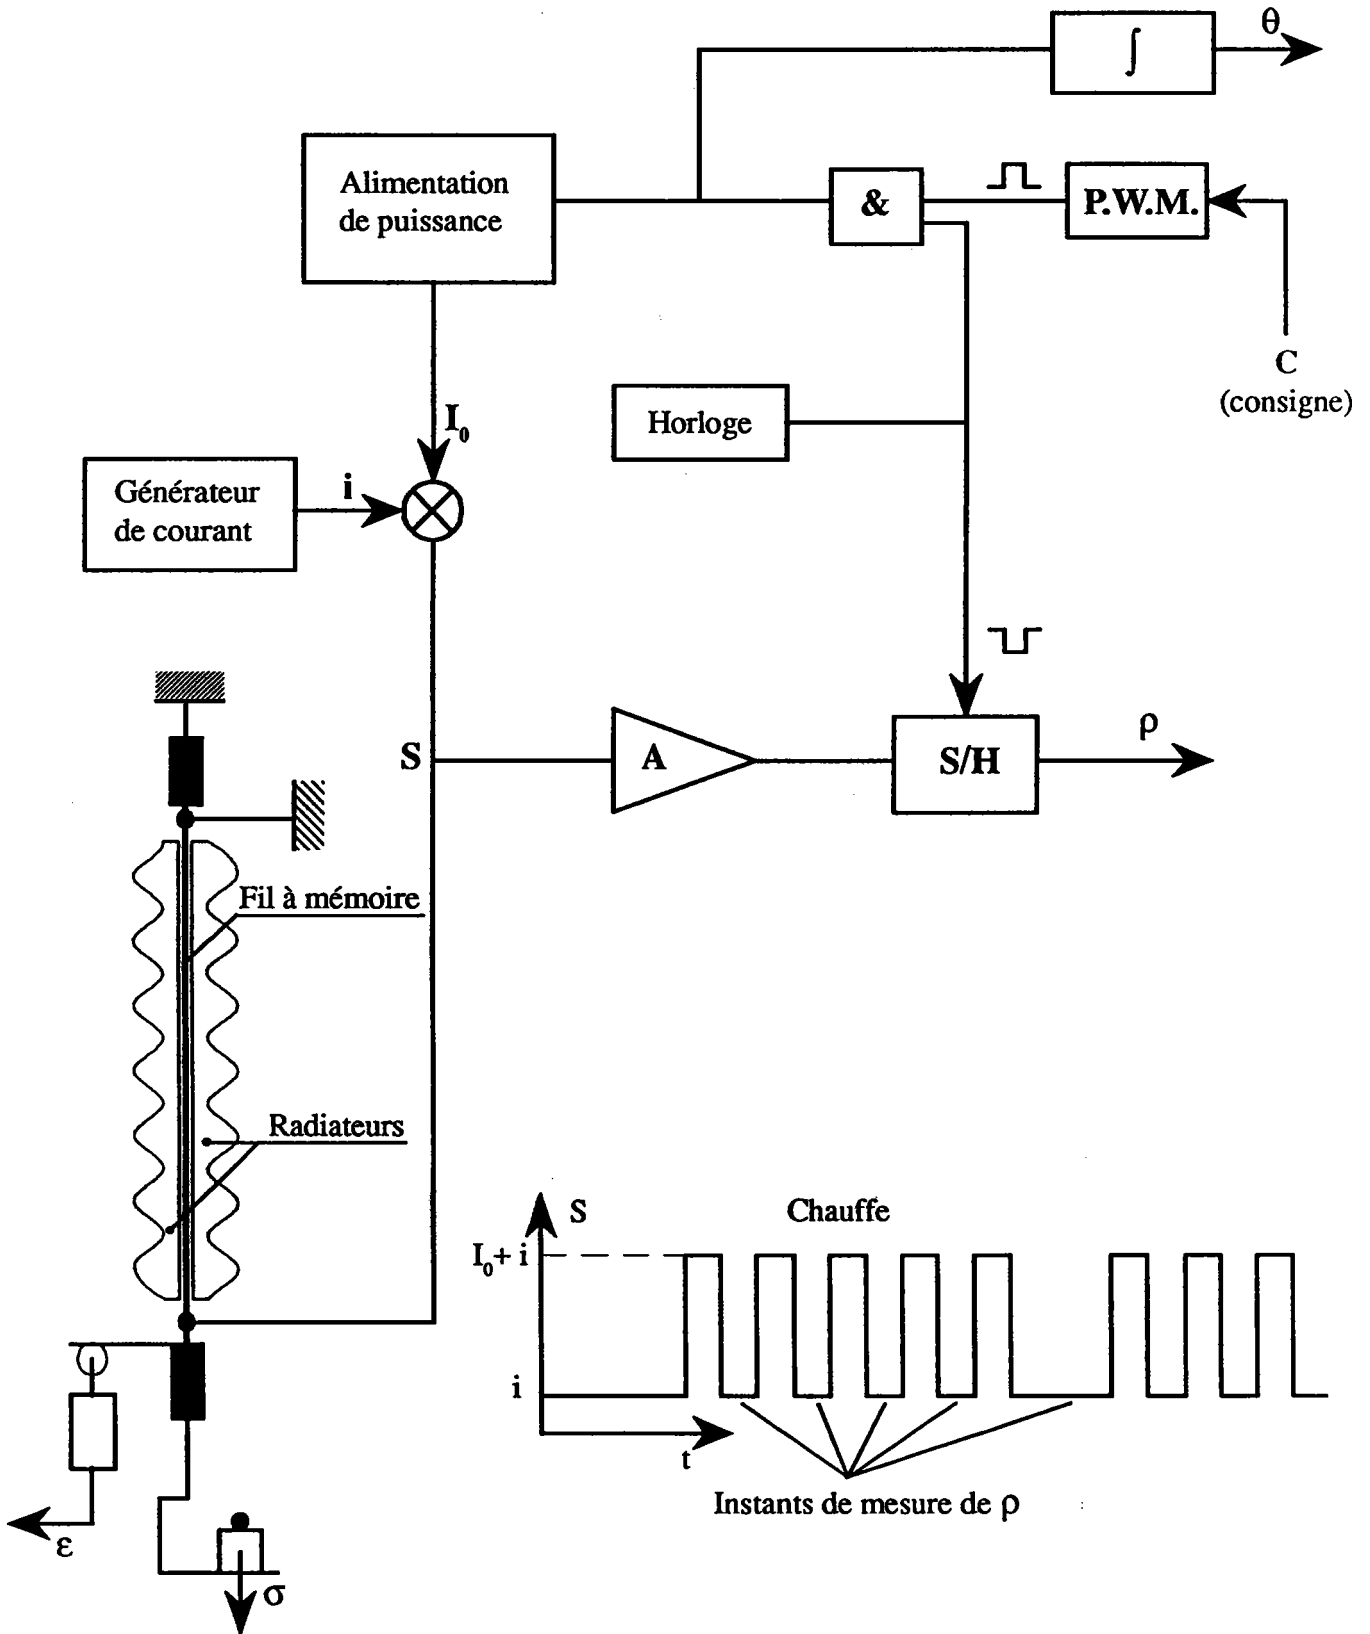 θ
∫
Alimentation
de puissance
&
P.W.M.
C
(consigne)
I₀
Horloge
Générateur
de courant
i
S
A
S/H
ρ
Fil à mémoire
Radiateurs
S
Chauffe
I₀+ i
i
t
Instants de mesure de ρ
ε
σ